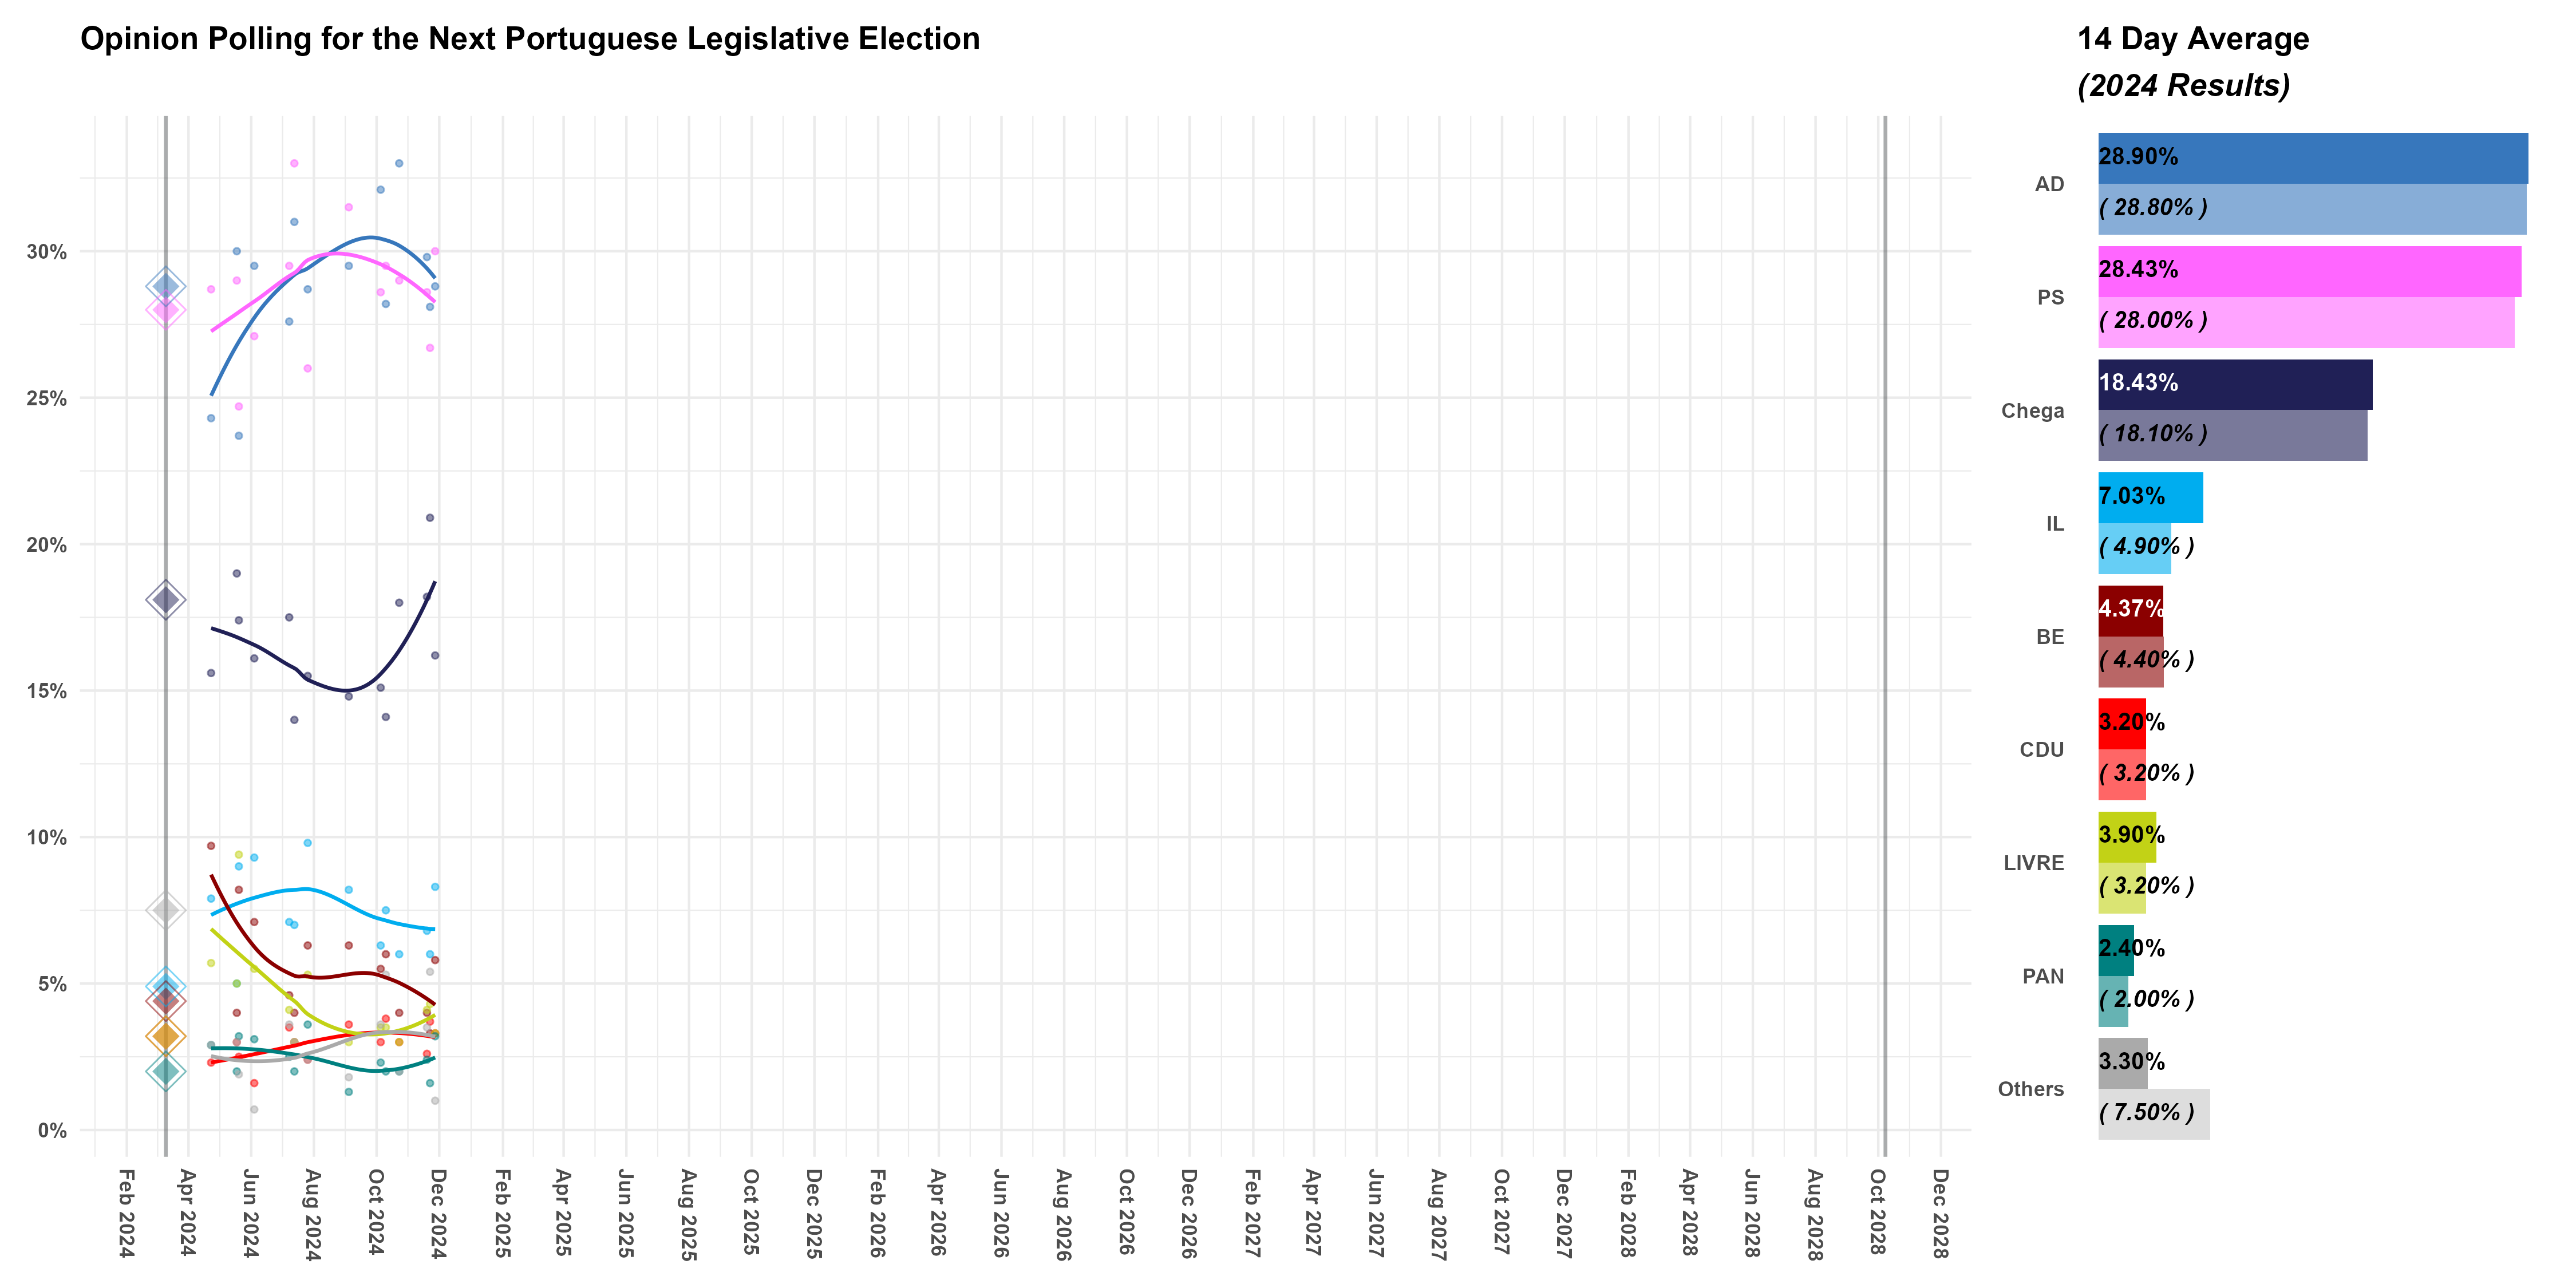 Opinion Polling for the Next Portuguese Legislative Election
30%
25%
20%
15%
10%
5%
0%
Feb 2024
Apr 2024
Jun 2024
Aug 2024
Oct 2024
Dec 2024
Feb 2025
Apr 2025
Jun 2025
Aug 2025
Oct 2025
Dec 2025
Feb 2026
Apr 2026
Jun 2026
Aug 2026
Oct 2026
Dec 2026
Feb 2027
Apr 2027
Jun 2027
Aug 2027
Oct 2027
Dec 2027
Feb 2028
Apr 2028
Jun 2028
Aug 2028
Oct 2028
Dec 2028
14 Day Average
(2024 Results)
AD
28.90%
( 28.80% )
PS
28.43%
( 28.00% )
Chega
18.43%
( 18.10% )
IL
7.03%
( 4.90% )
BE
4.37%
( 4.40% )
CDU
3.20%
( 3.20% )
LIVRE
3.90%
( 3.20% )
PAN
2.40%
( 2.00% )
Others
3.30%
( 7.50% )